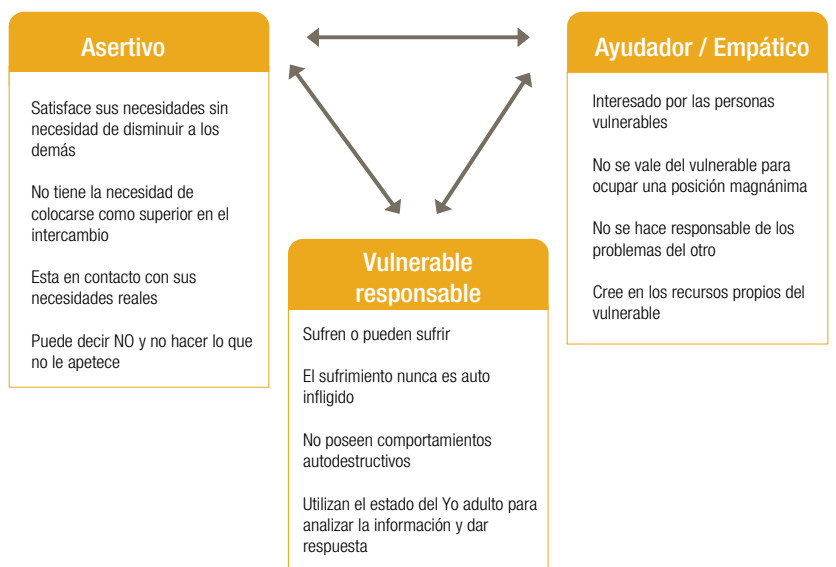 Asertivo
Satisface sus necesidades sin
necesidad de disminuir a los
demás
No tiene la necesidad de
colocarse como superior en el
intercambio
Esta en contacto con sus
necesidades reales
Puede decir NO y no hacer lo que
no le apetece
Ayudador / Empático
Interesado por las personas
vulnerables
No se vale del vulnerable para
ocupar una posición magnánima
No se hace responsable de los
problemas del otro
Cree en los recursos propios del
vulnerable
Vulnerable
responsable
Sufren o pueden sufrir
El sufrimiento nunca es auto
infligido
No poseen comportamientos
autodestructivos
Utilizan el estado del Yo adulto para
analizar la información y dar
respuesta